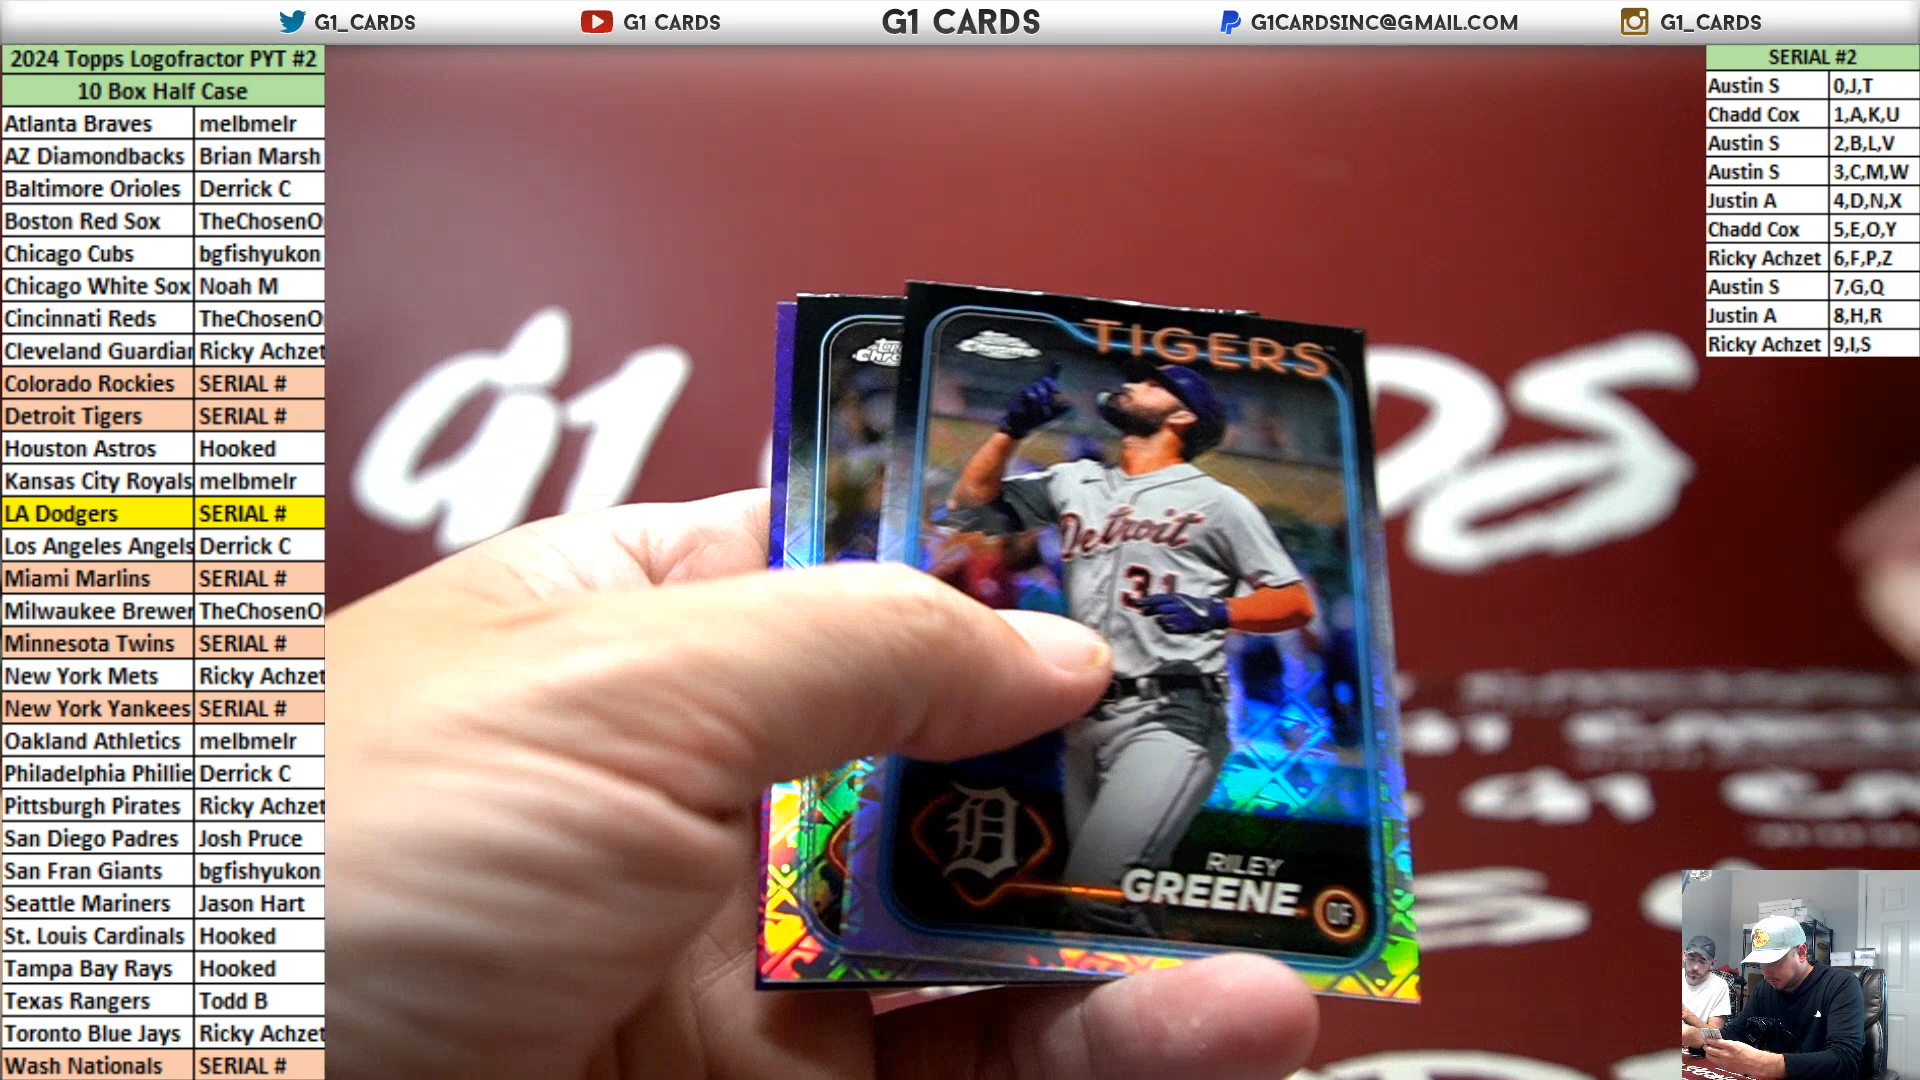 G1_CARDS G1 CARDS G1 CARDS G1CARDSINC@GMAIL.COM G1_CARDS
2024 Topps Logofractor PYT #2
10 Box Half Case
Atlanta Braves melbmelr
AZ Diamondbacks Brian Marsh
Baltimore Orioles Derrick C
Boston Red Sox TheChosenO
Chicago Cubs bgfishyukon
Chicago White Sox Noah M
Cincinnati Reds TheChosenO
Cleveland Guardian Ricky Achzet
Colorado Rockies SERIAL #
Detroit Tigers SERIAL #
Houston Astros Hooked
Kansas City Royals melbmelr
LA Dodgers SERIAL #
Los Angeles Angels Derrick C
Miami Marlins SERIAL #
Milwaukee Brewer TheChosenO
Minnesota Twins SERIAL #
New York Mets Ricky Achzet
New York Yankees SERIAL #
Oakland Athletics melbmelr
Philadelphia Phillie Derrick C
Pittsburgh Pirates Ricky Achzet
San Diego Padres Josh Pruce
San Fran Giants bgfishyukon
Seattle Mariners Jason Hart
St. Louis Cardinals Hooked
Tampa Bay Rays Hooked
Texas Rangers Todd B
Toronto Blue Jays Ricky Achzet
Wash Nationals SERIAL #
SERIAL #2
Austin S 0,J,T
Chadd Cox 1,A,K,U
Austin S 2,B,L,V
Austin S 3,C,M,W
Justin A 4,D,N,X
Chadd Cox 5,E,O,Y
Ricky Achzet 6,F,P,Z
Austin S 7,G,Q
Justin A 8,H,R
Ricky Achzet 9,I,S
TIGERS
Topps Chrome
Detroit
31
D
RILEY
GREENE
OF